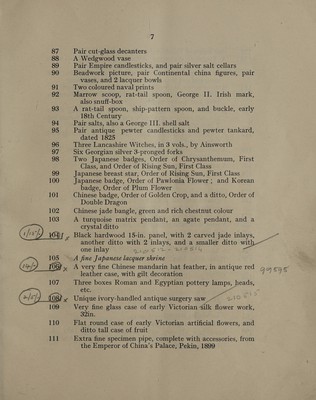 7
87 Pair cut-glass decanters
88 A Wedgwood vase
89 Pair Empire candlesticks, and pair silver salt cellars
90 Beadwork picture, pair Continental china figures, pair
vases, and 2 lacquer bowls
91 Two coloured naval prints
92 Marrow scoop, rat-tail spoon, George II. Irish mark,
also snuff-box
93 A rat-tail spoon, ship-pattern spoon, and buckle, early
18th Century
94 Pair salts, also a George III. shell salt
95 Pair antique pewter candlesticks and pewter tankard,
dated 1825
96 Three Lancashire Witches, in 3 vols., by Ainsworth
97 Six Georgian silver 3-pronged forks
98 Two Japanese badges, Order of Chrysanthemum, First
Class, and Order of Rising Sun, First Class
99 Japanese breast star, Order of Rising Sun, First Class
100 Japanese badge, Order of Pawlonia Flower; and Korean
badge, Order of Plum Flower
101 Chinese badge, Order of Golden Crop, and a ditto, Order of
Double Dragon
102 Chinese jade bangle, green and rich chestnut colour
103 A turquoise matrix pendant, an agate pendant, and a
crystal ditto
104 Black hardwood 15-in. panel, with 2 carved jade inlays,
another ditto with 2 inlays, and a smaller ditto with
one inlay
105 A fine Japanese lacquer shrine
106 A very fine Chinese mandarin hat feather, in antique red
leather case, with gilt decoration
107 Three boxes Roman and Egyptian pottery lamps, beads,
etc.
108 Unique ivory-handled antique surgery saw
109 Very fine glass case of early Victorian silk flower work,
32in.
110 Flat round case of early Victorian artificial flowers, and
ditto tall case of fruit
111 Extra fine specimen pipe, complete with accessories, from
the Emperor of China's Palace, Pekin, 1899